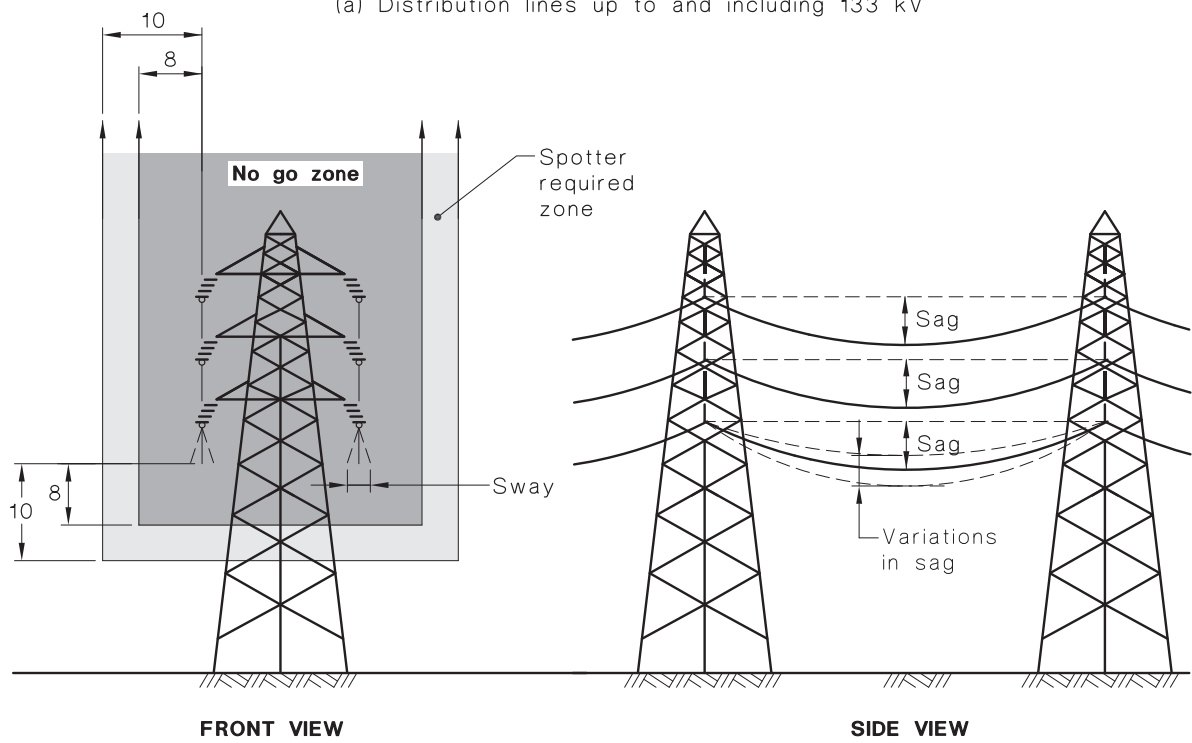 (a) Distribution lines up to and including 133 kV
10
8
No go zone
Spotter
required
zone
Sag
Sag
Sag
8
10
Sway
Variations
in sag
FRONT VIEW
SIDE VIEW